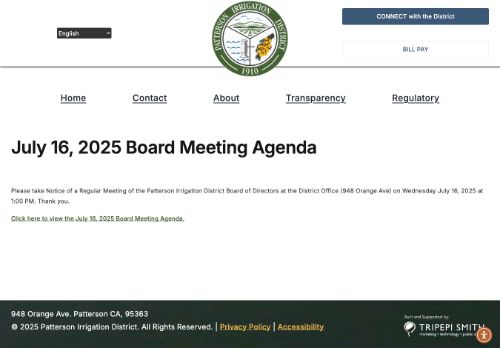 English
PATTERSON IRRIGATION DISTRICT
1910
CONNECT with the District
BILL PAY
Home
Contact
About
Transparency
Regulatory
July 16, 2025 Board Meeting Agenda
Please take Notice of a Regular Meeting of the Patterson Irrigation District Board of Directors at the District Office (948 Orange Ave) on Wednesday July 16, 2025 at
1:00 PM. Thank you.
Click here to view the July 16, 2025 Board Meeting Agenda.
948 Orange Ave. Patterson CA, 95363
© 2025 Patterson Irrigation District. All Rights Reserved. | Privacy Policy | Accessibility
Built and Supported by
TRIPEPI SMITH
marketing • technology • public